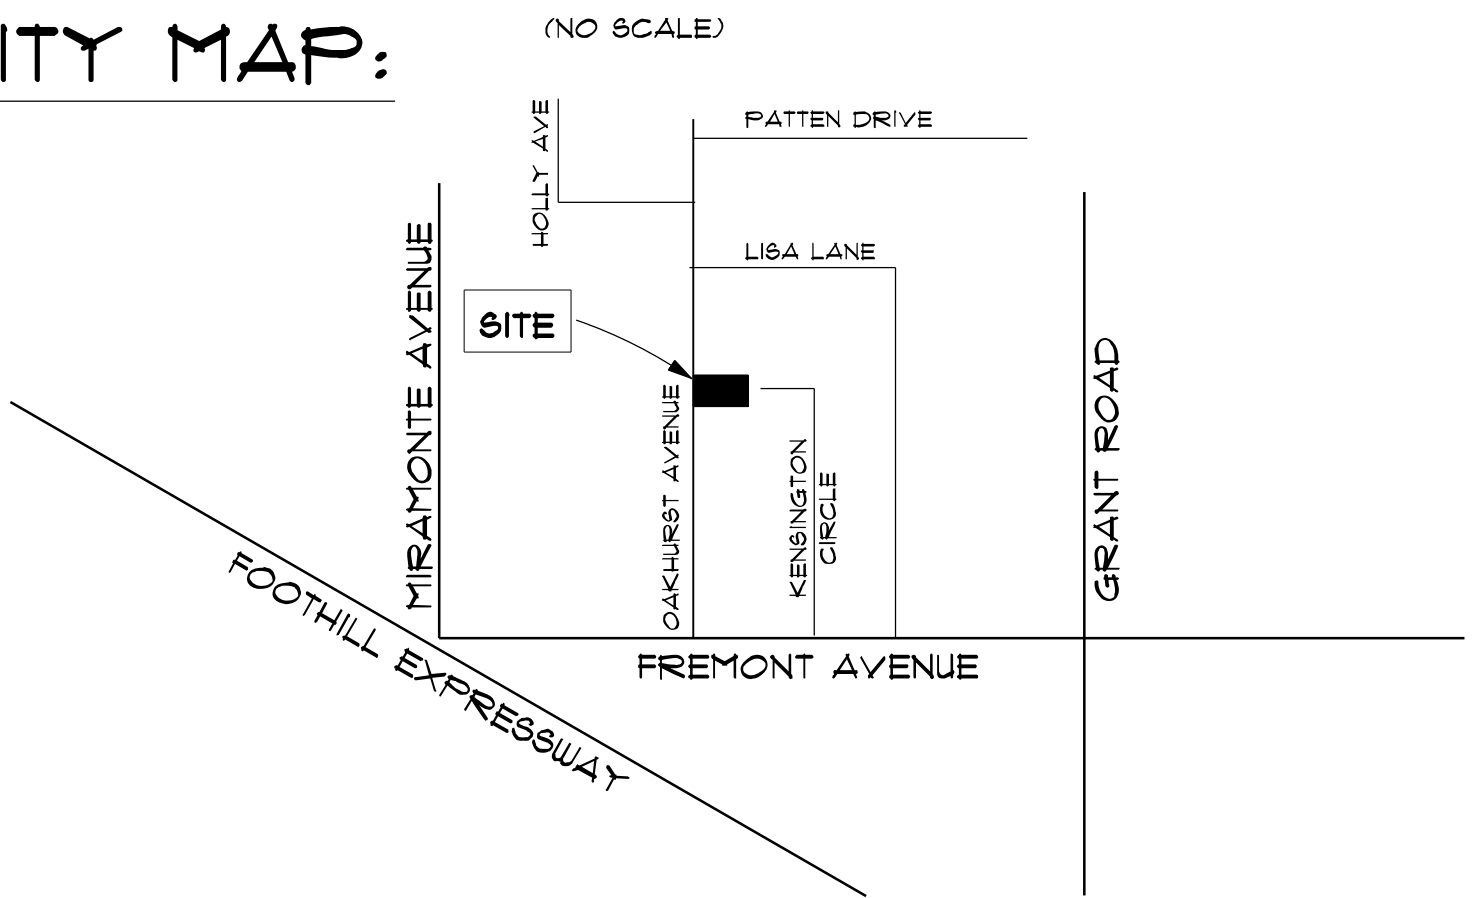 ITY MAP:
(NO SCALE)
HOLLY AVE
PATTEN DRIVE
LISA LANE
MIRAMONTE AVENUE
SITE
OAKHURST AVENUE
KENSINGTON
CIRCLE
GRANT ROAD
FREMONT AVENUE
FOOTHILL EXPRESSWAY